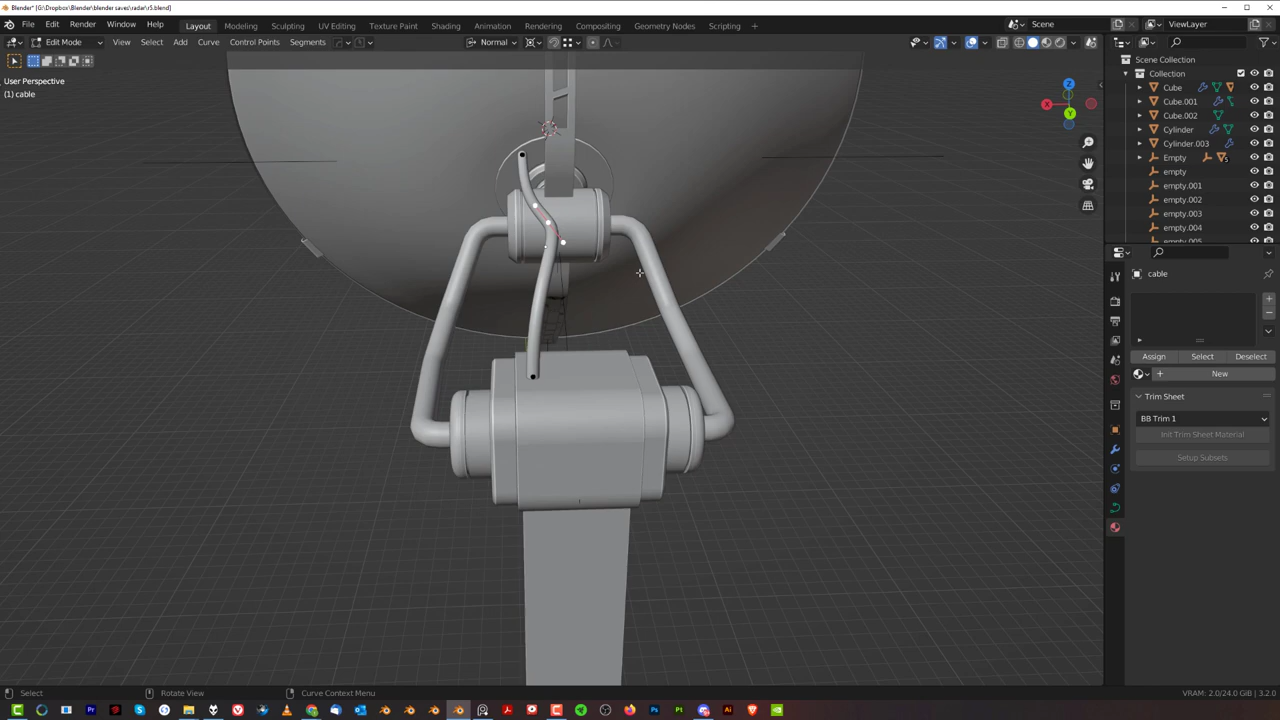 Blender* [G:\Dropbox\Blender\blender saves\radar\r5.blend]
File Edit Render Window Help Layout Modeling Sculpting UV Editing Texture Paint Shading Animation Rendering Compositing Geometry Nodes Scripting + Scene ViewLayer
Edit Mode View Select Add Curve Control Points Segments Normal
User Perspective
(1) cable
Z
X
Y
Scene Collection
Collection
Cube
Cube.001
Cube.002
Cylinder
Cylinder.003
Empty 5
empty
empty.001
empty.002
empty.003
empty.004
empty.005
cable
Assign Select Deselect
+ New
Trim Sheet
BB Trim 1
Init Trim Sheet Material
Setup Subsets
Select Rotate View Curve Context Menu VRAM: 2.0/24.0 GiB | 3.2.0